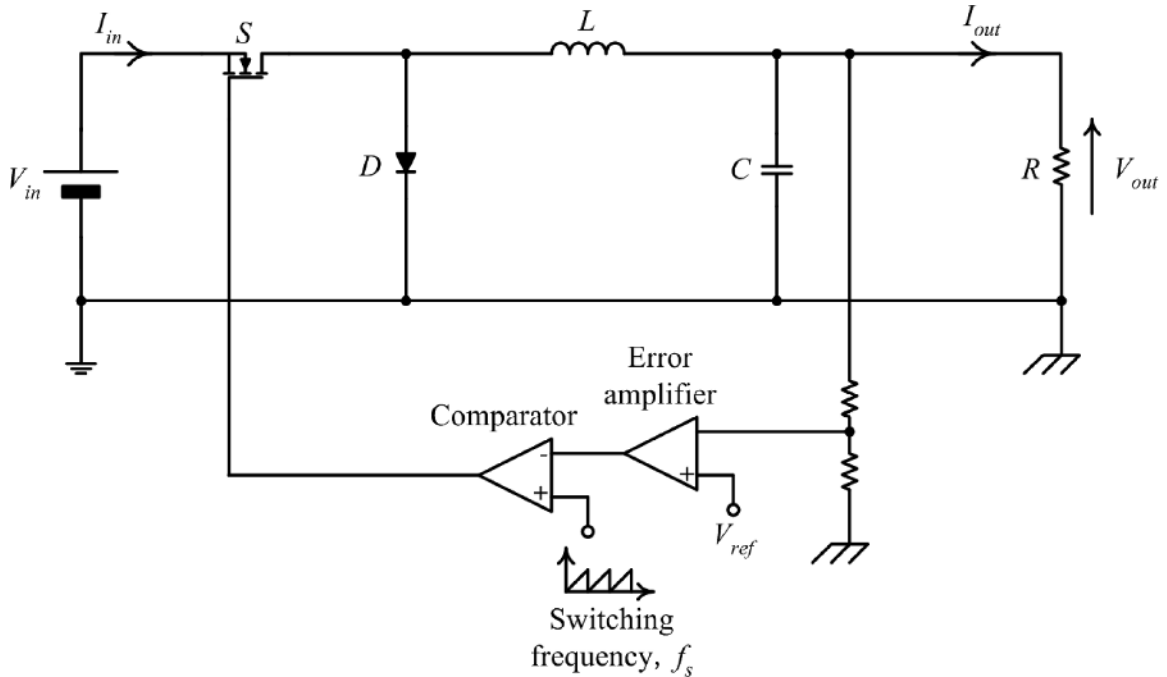 I_in
S
L
I_out
V_in
D
C
R
V_out
Error
amplifier
Comparator
-
+
+
V_ref
Switching
frequency, f_s